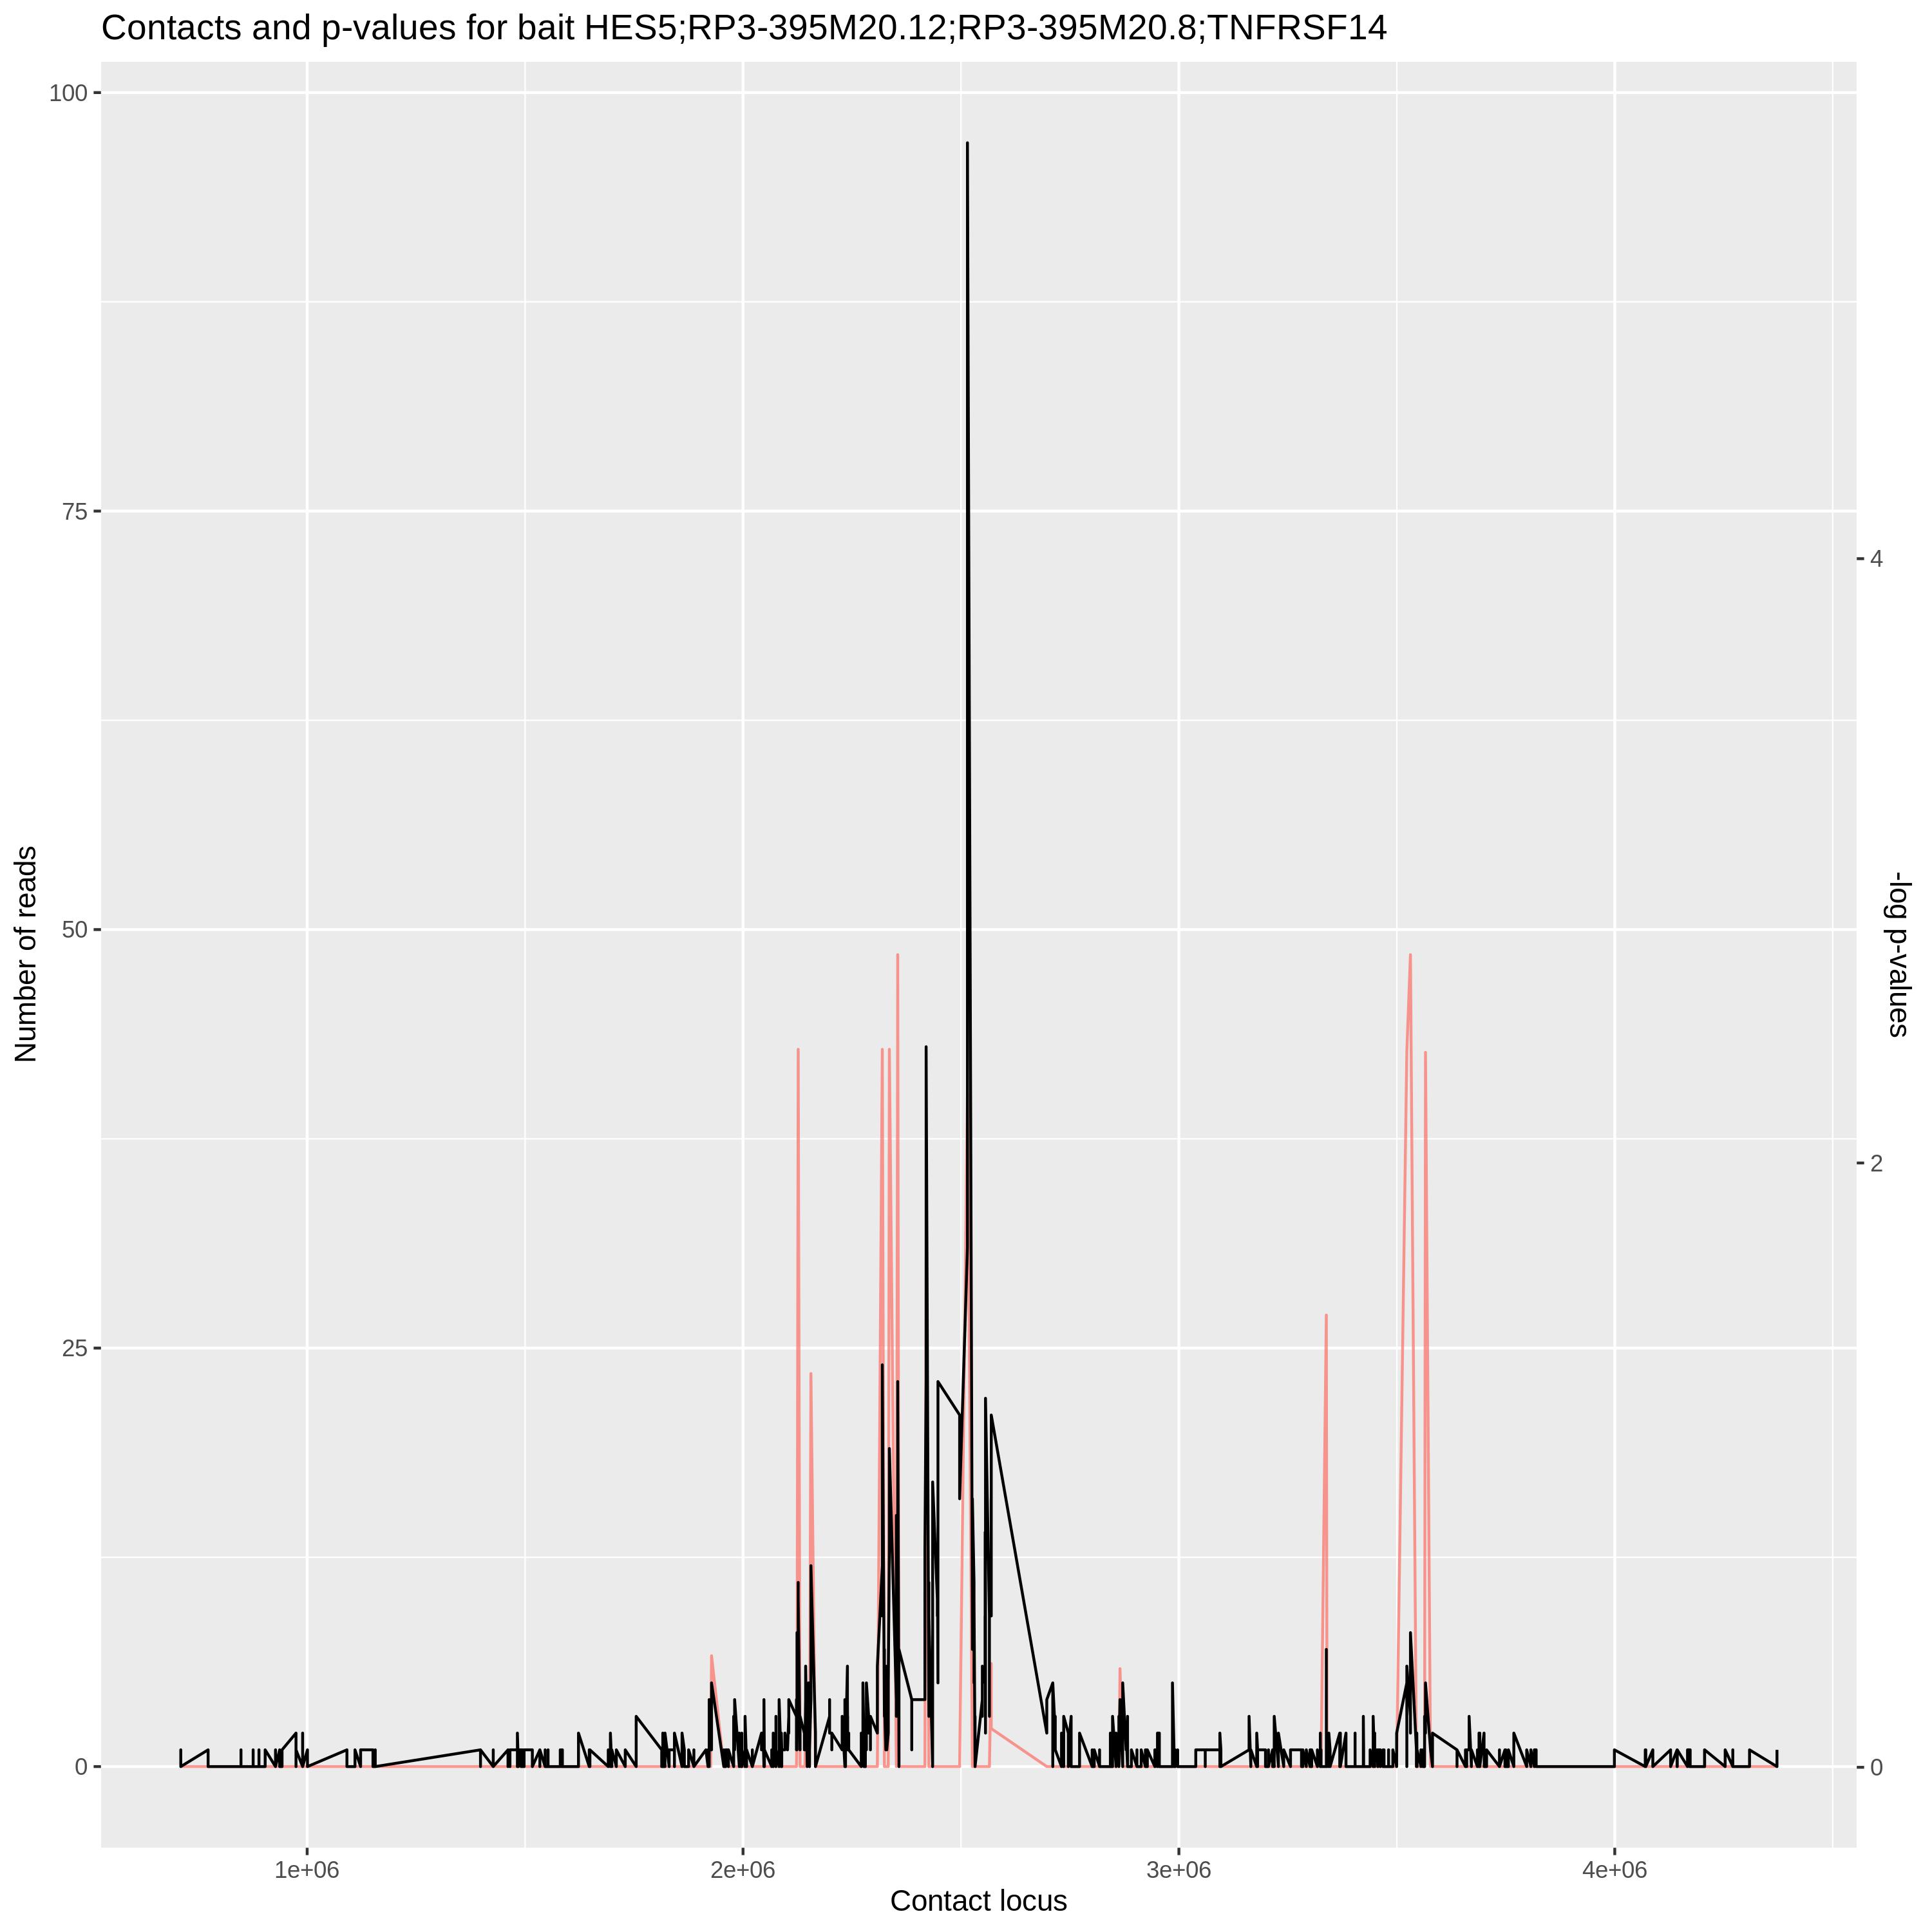 Contacts and p-values for bait HES5;RP3-395M20.12;RP3-395M20.8;TNFRSF14
100
75
50
25
0
Number of reads
4
2
0
-log p-values
1e+06
2e+06
3e+06
4e+06
Contact locus